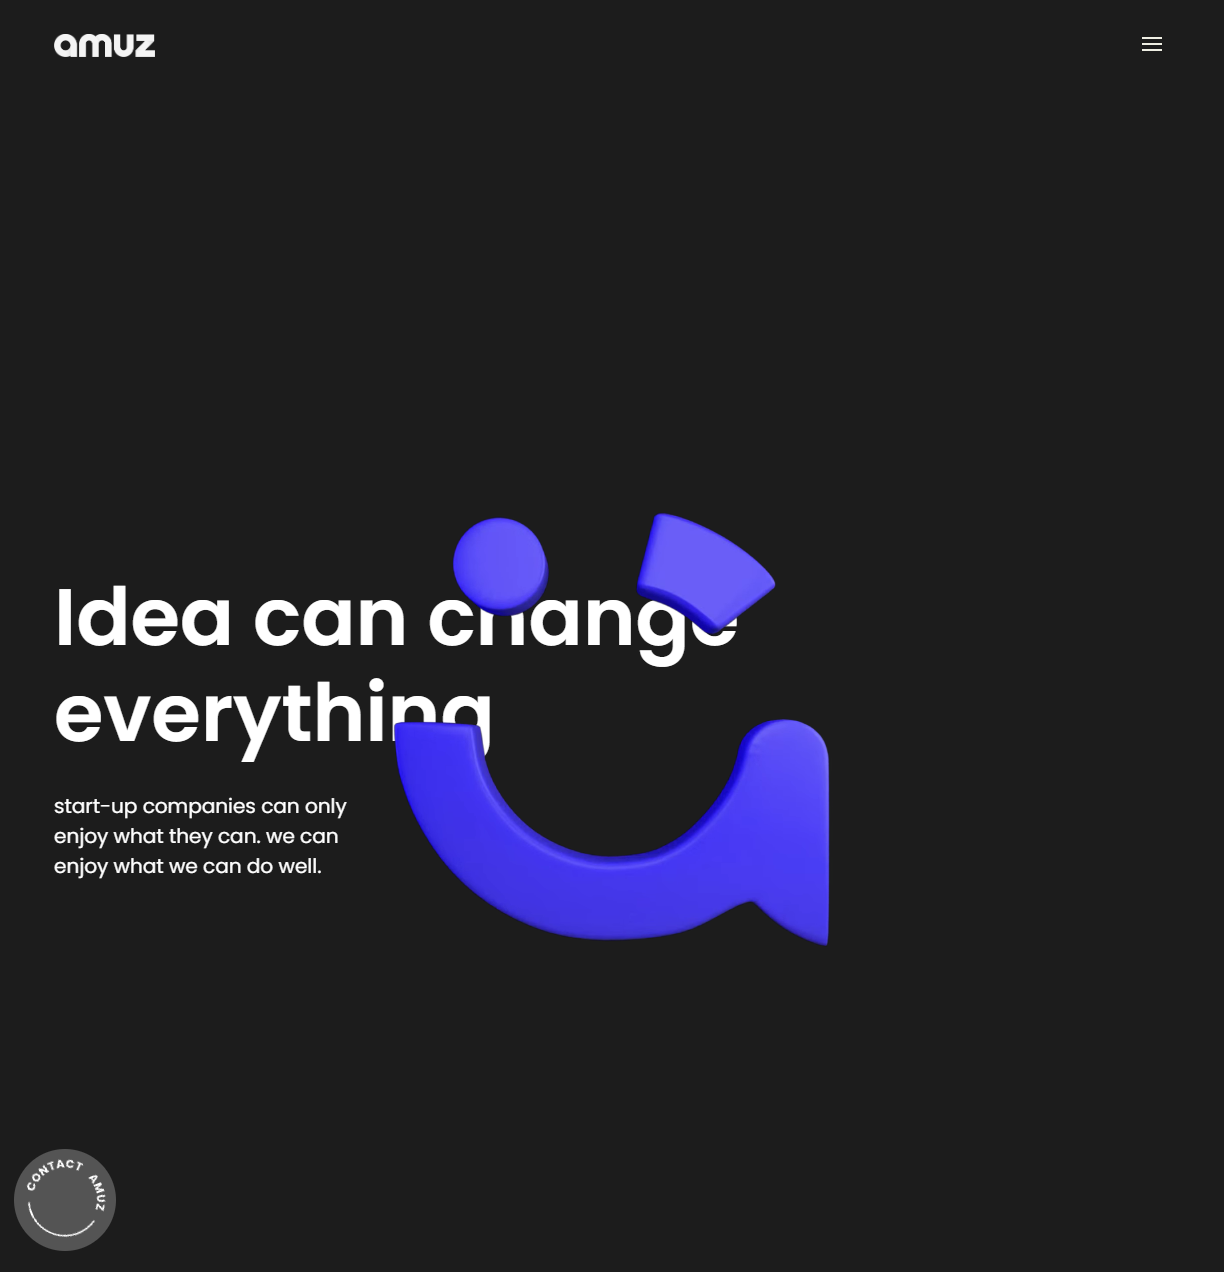 amuz
Idea can change
everything
start-up companies can only
enjoy what they can. we can
enjoy what we can do well.
CONTACT AMUZ